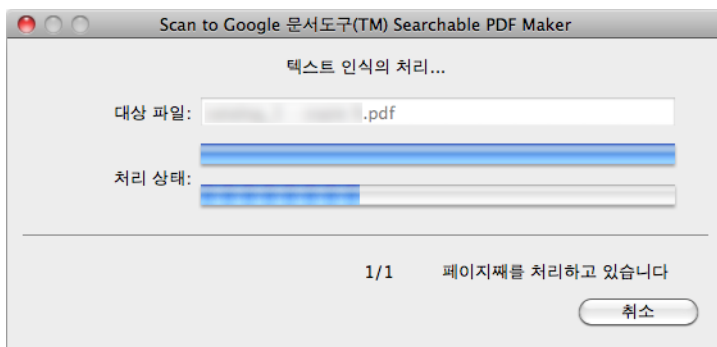 Scan to Google 문서도구(TM) Searchable PDF Maker
텍스트 인식의 처리...
대상 파일: .pdf
처리 상태:
1/1 페이지째를 처리하고 있습니다
취소